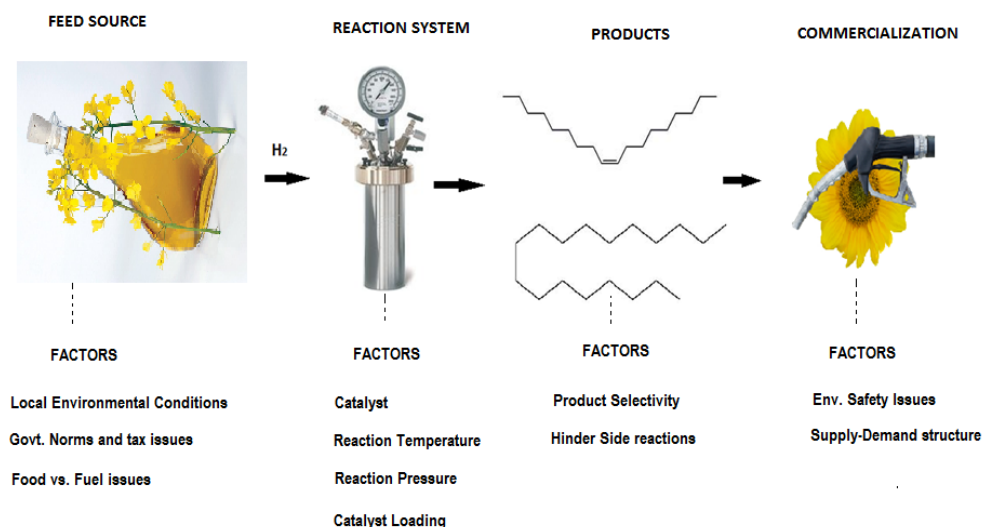 FEED SOURCE
REACTION SYSTEM
PRODUCTS
COMMERCIALIZATION
H2
FACTORS
Local Environmental Conditions
Govt. Norms and tax issues
Food vs. Fuel issues
FACTORS
Catalyst
Reaction Temperature
Reaction Pressure
Catalyst Loading
FACTORS
Product Selectivity
Hinder Side reactions
FACTORS
Env. Safety Issues
Supply-Demand structure
.